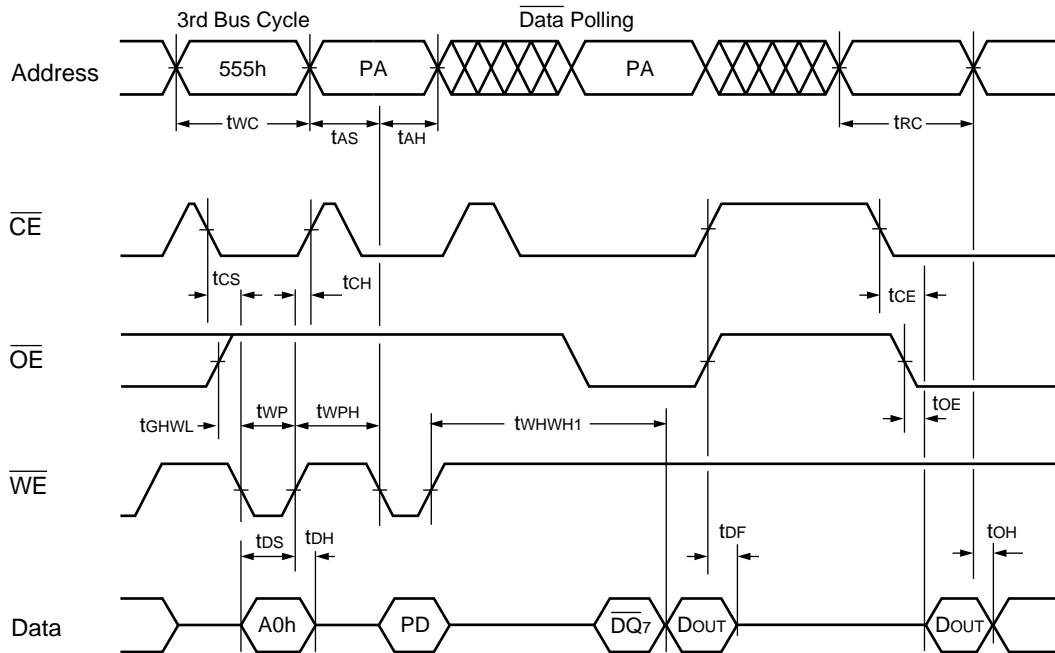 3rd Bus Cycle Data Polling
Address 555h PA PA
tWC tAS tAH tRC
CE
tCS tCH tCE
OE
tGHWL tWP tWPH tWHWH1 tOE
WE
tDS tDH tDF tOH
Data A0h PD DQ7 DOUT DOUT